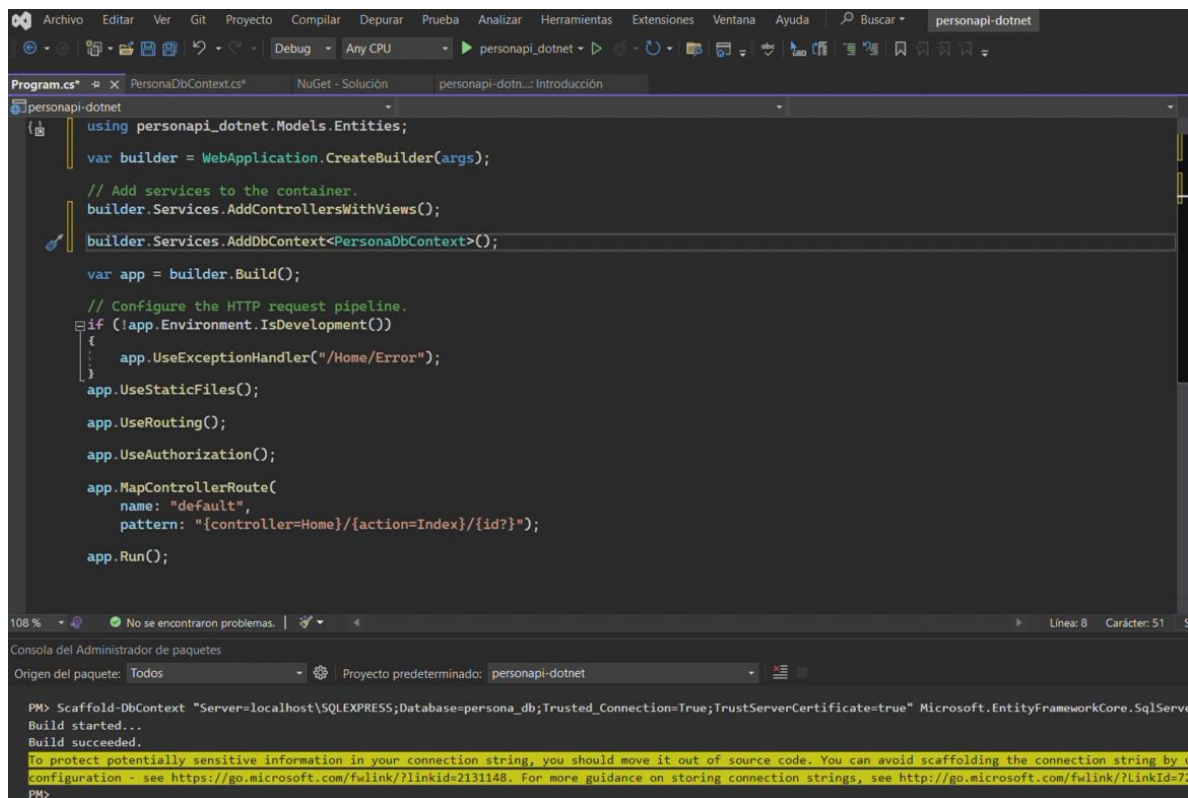 Archivo Editar Ver Git Proyecto Compilar Depurar Prueba Analizar Herramientas Extensiones Ventana Ayuda Buscar personapi-dotnet
Debug Any CPU personapi_dotnet
Program.cs* PersonaDbContext.cs* NuGet - Solución personapi-dotn...: Introducción
personapi-dotnet
using personapi_dotnet.Models.Entities;
var builder = WebApplication.CreateBuilder(args);
// Add services to the container.
builder.Services.AddControllersWithViews();
builder.Services.AddDbContext<PersonaDbContext>();
var app = builder.Build();
// Configure the HTTP request pipeline.
if (!app.Environment.IsDevelopment())
{
app.UseExceptionHandler("/Home/Error");
}
app.UseStaticFiles();
app.UseRouting();
app.UseAuthorization();
app.MapControllerRoute(
name: "default",
pattern: "{controller=Home}/{action=Index}/{id?}");
app.Run();
108 % No se encontraron problemas. Línea: 8 Carácter: 51
Consola del Administrador de paquetes
Origen del paquete: Todos Proyecto predeterminado: personapi-dotnet
PM> Scaffold-DbContext "Server=localhost\SQLEXPRESS;Database=persona_db;Trusted_Connection=True;TrustServerCertificate=true" Microsoft.EntityFrameworkCore.SqlServe
Build started...
Build succeeded.
To protect potentially sensitive information in your connection string, you should move it out of source code. You can avoid scaffolding the connection string by
configuration - see https://go.microsoft.com/fwlink/?linkid=2131148. For more guidance on storing connection strings, see http://go.microsoft.com/fwlink/?LinkId=72
PM>